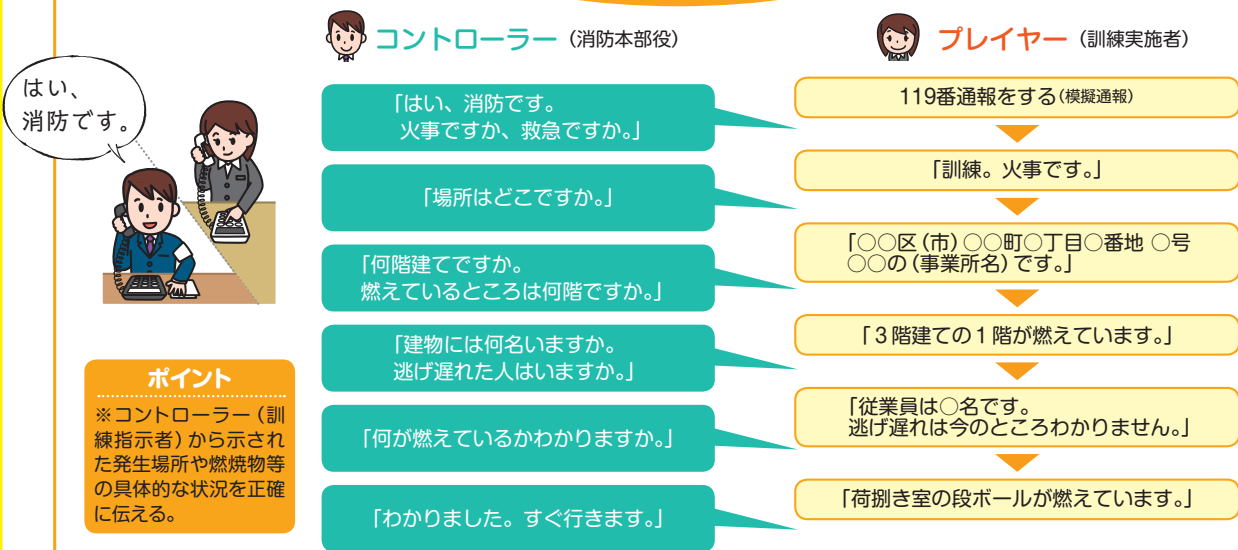 コントローラー（消防本部役）
プレイヤー（訓練実施者）
はい、
消防です。
119番通報をする（模擬通報）
「はい、消防です。
火事ですか、救急ですか。」
「訓練。火事です。」
「場所はどこですか。」
「○○区（市）○○町○丁目○番地 ○号
○○の（事業所名）です。」
「何階建てですか。
燃えているところは何階ですか。」
「３階建ての１階が燃えています。」
「建物には何名いますか。
逃げ遅れた人はいますか。」
「従業員は○名です。
逃げ遅れは今のところわかりません。」
「何が燃えているかわかりますか。」
「荷捌き室の段ボールが燃えています。」
「わかりました。すぐ行きます。」
ポイント
※コントローラー（訓
練指示者）から示され
た発生場所や燃焼物等
の具体的な状況を正確
に伝える。